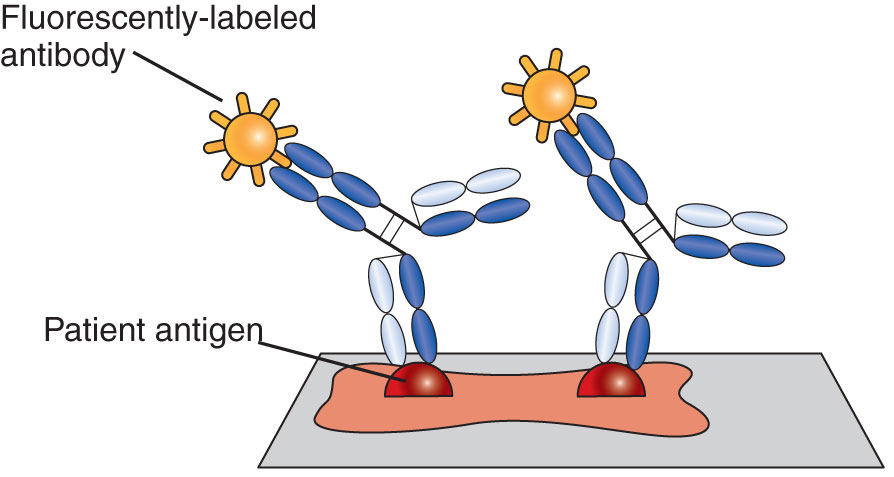 Fluorescently-labeled
antibody
Patient antigen